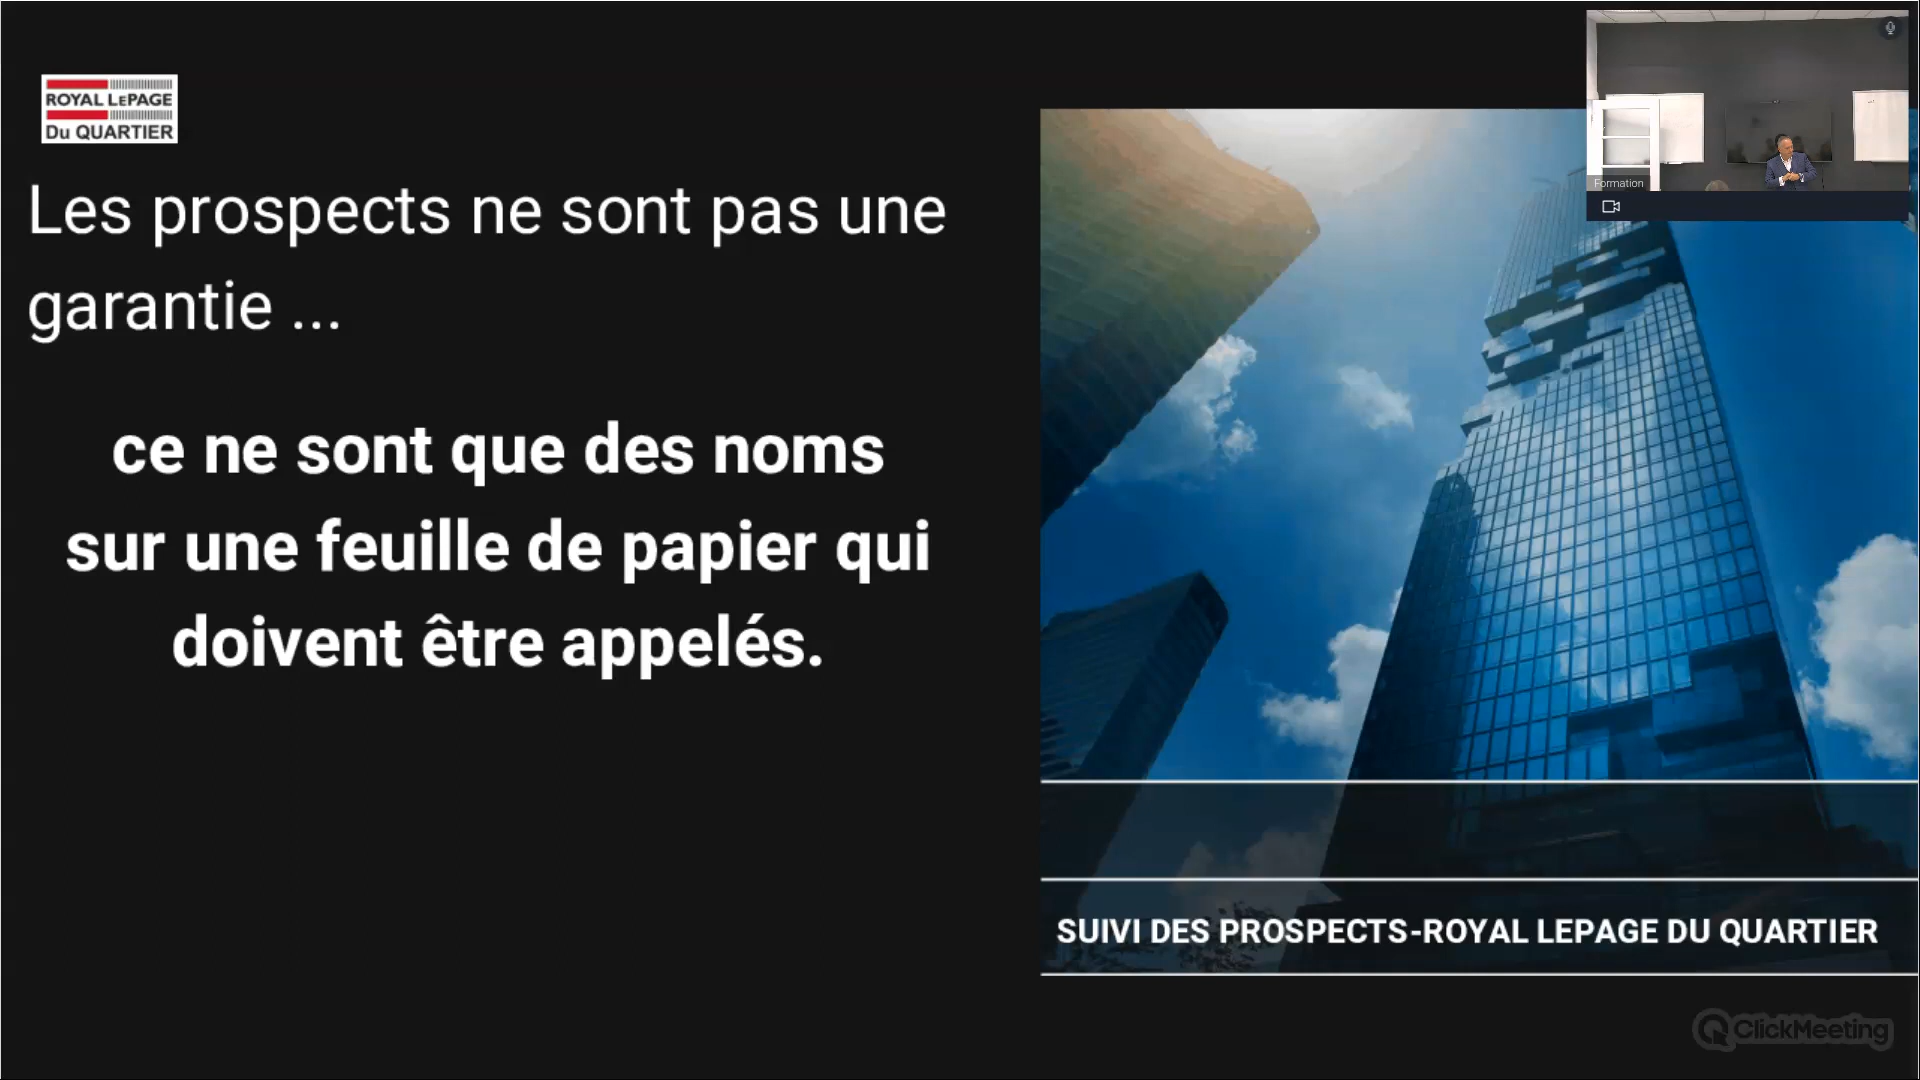 ROYAL LEPAGE
Du QUARTIER
Les prospects ne sont pas une
garantie ...
ce ne sont que des noms
sur une feuille de papier qui
doivent être appelés.
Formation
SUIVI DES PROSPECTS-ROYAL LEPAGE DU QUARTIER
ClickMeeting